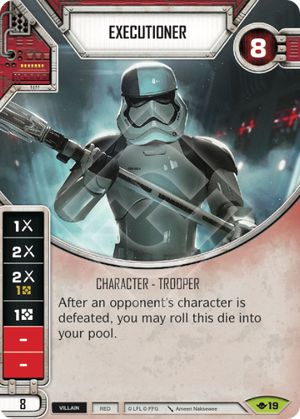 EXECUTIONER
8
1
2
2
1
1
-
-
8
CHARACTER - TROOPER
After an opponent's character is
defeated, you may roll this die into
your pool.
VILLAIN RED © LFL © FFG Ameen Naksewee 19